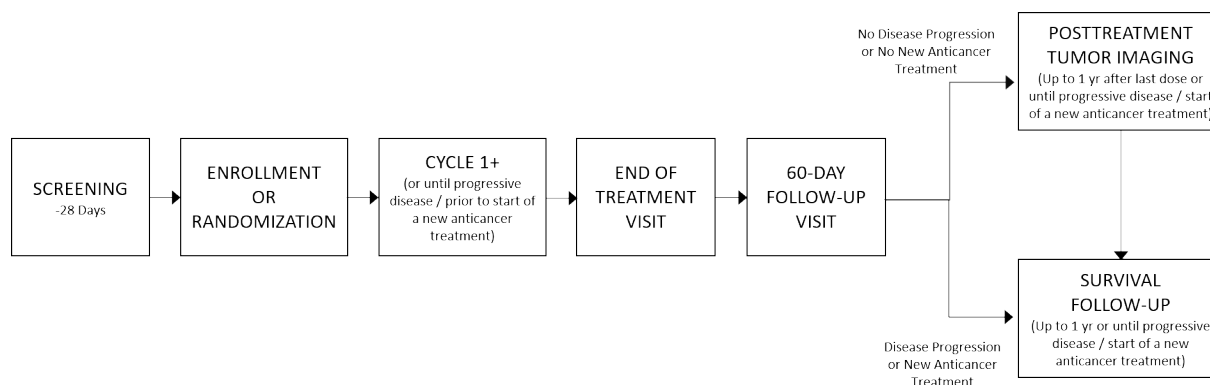 SCREENING
-28 Days
ENROLLMENT
OR
RANDOMIZATION
CYCLE 1+
(or until progressive
disease / prior to start of
a new anticancer
treatment)
END OF
TREATMENT
VISIT
60-DAY
FOLLOW-UP
VISIT
No Disease Progression
or No New Anticancer
Treatment
POSTTREATMENT
TUMOR IMAGING
(Up to 1 yr after last dose or
until progressive disease / start
of a new anticancer treatment)
Disease Progression
or New Anticancer
Treatment
SURVIVAL
FOLLOW-UP
(Up to 1 yr or until progressive
disease / start of a new
anticancer treatment)